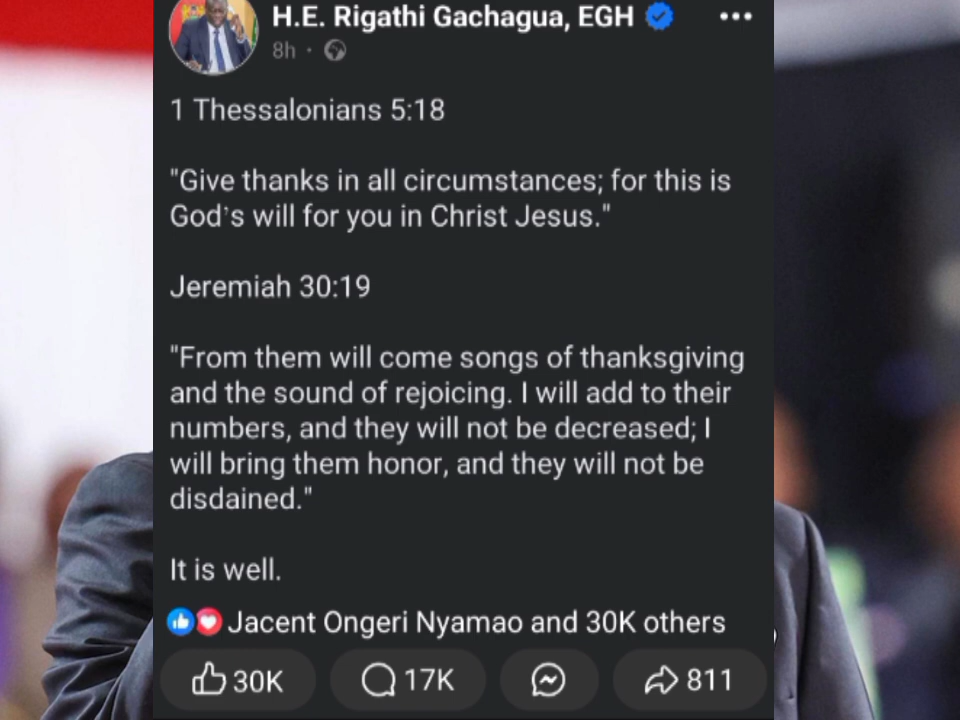 H.E. Rigathi Gachagua, EGH
8h
1 Thessalonians 5:18
"Give thanks in all circumstances; for this is
God's will for you in Christ Jesus."
Jeremiah 30:19
"From them will come songs of thanksgiving
and the sound of rejoicing. I will add to their
numbers, and they will not be decreased; I
will bring them honor, and they will not be
disdained."
It is well.
Jacent Ongeri Nyamao and 30K others
30K 17K 811